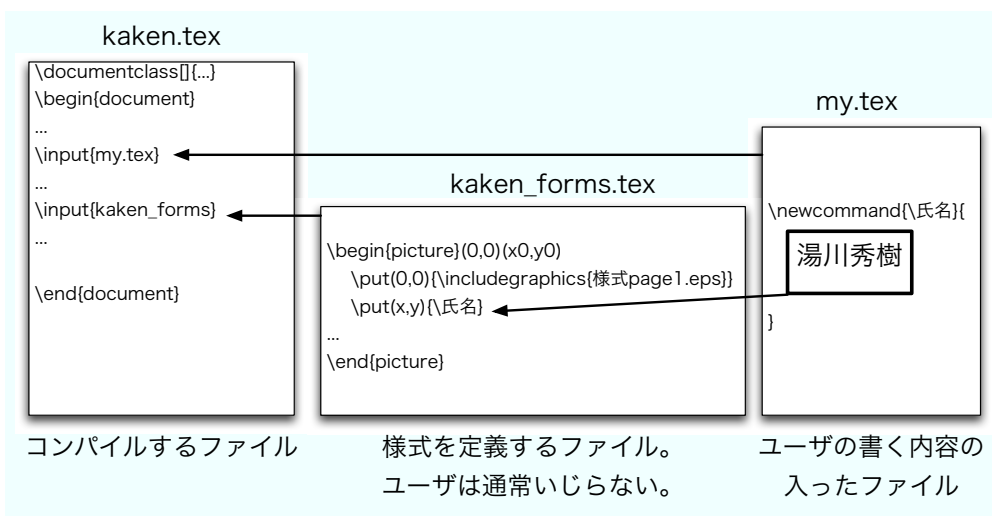 kaken.tex
\documentclass[]{...}
\begin{document}
...
\input{my.tex}
...
\input{kaken_forms}
...
\end{document}
コンパイルするファイル
kaken_forms.tex
\begin{picture}(0,0)(x0,y0)
\put(0,0){\includegraphics{様式page1.eps}}
\put(x,y){\氏名}
...
\end{picture}
様式を定義するファイル。
ユーザは通常いじらない。
my.tex
\newcommand{\氏名}{
湯川秀樹
}
ユーザの書く内容の
入ったファイル